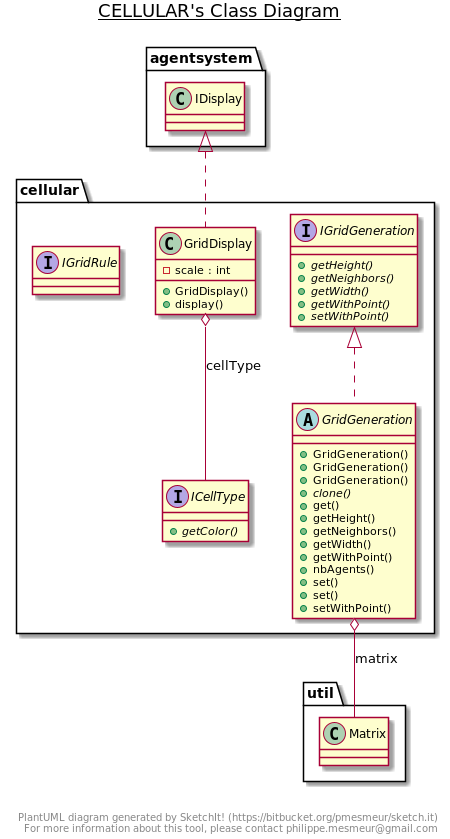 CELLULAR's Class Diagram
agentsystem
C IDisplay
cellular
I IGridRule
C GridDisplay
scale : int
GridDisplay()
display()
I IGridGeneration
getHeight()
getNeighbors()
getWidth()
getWithPoint()
setWithPoint()
cellType
I ICellType
getColor()
A GridGeneration
GridGeneration()
GridGeneration()
GridGeneration()
clone()
get()
getHeight()
getNeighbors()
getWidth()
getWithPoint()
nbAgents()
set()
set()
setWithPoint()
matrix
util
C Matrix
PlantUML diagram generated by SketchIt! (https://bitbucket.org/pmesmeur/sketch.it)
For more information about this tool, please contact philippe.mesmeur@gmail.com